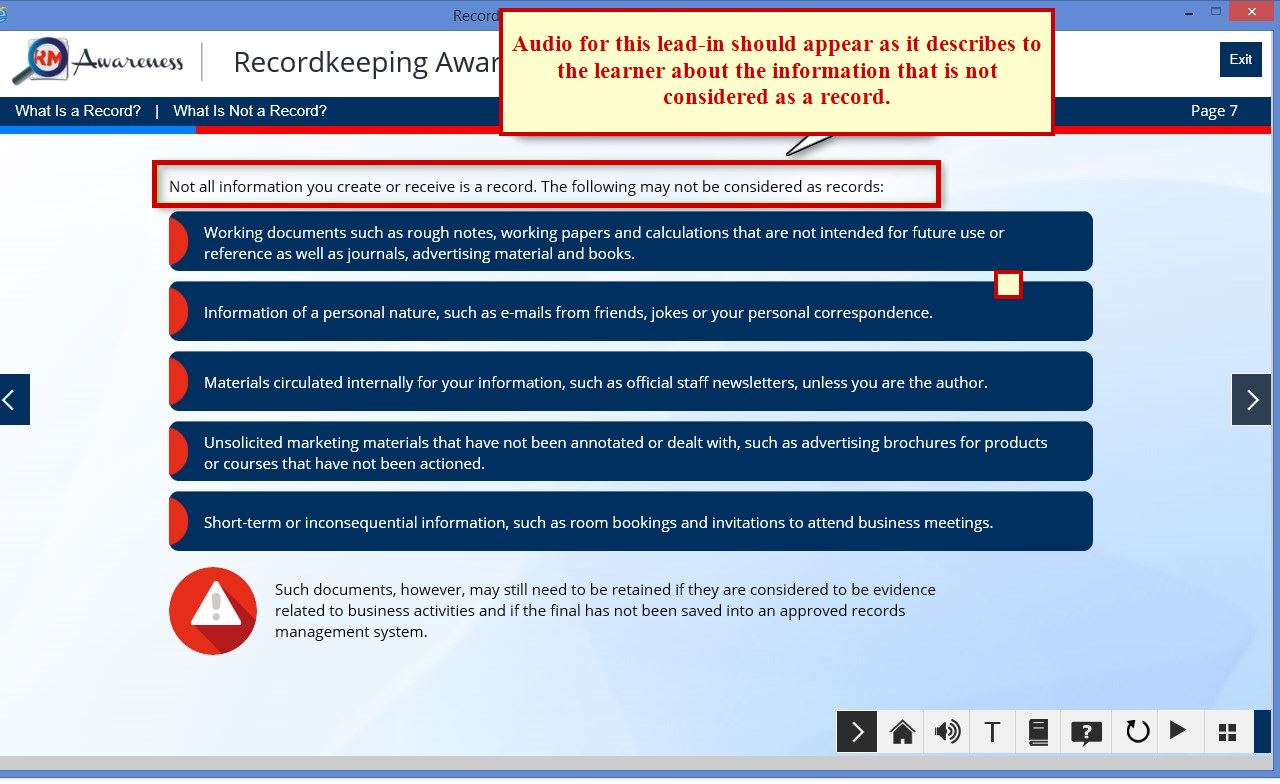 Record
Audio for this lead-in should appear as it describes to
the learner about the information that is not
considered as a record.
RM Awareness
Recordkeeping Awar
Exit
What Is a Record? | What Is Not a Record?
Page 7
Not all information you create or receive is a record. The following may not be considered as records:
Working documents such as rough notes, working papers and calculations that are not intended for future use or
reference as well as journals, advertising material and books.
Information of a personal nature, such as e-mails from friends, jokes or your personal correspondence.
Materials circulated internally for your information, such as official staff newsletters, unless you are the author.
Unsolicited marketing materials that have not been annotated or dealt with, such as advertising brochures for products
or courses that have not been actioned.
Short-term or inconsequential information, such as room bookings and invitations to attend business meetings.
Such documents, however, may still need to be retained if they are considered to be evidence
related to business activities and if the final has not been saved into an approved records
management system.
T